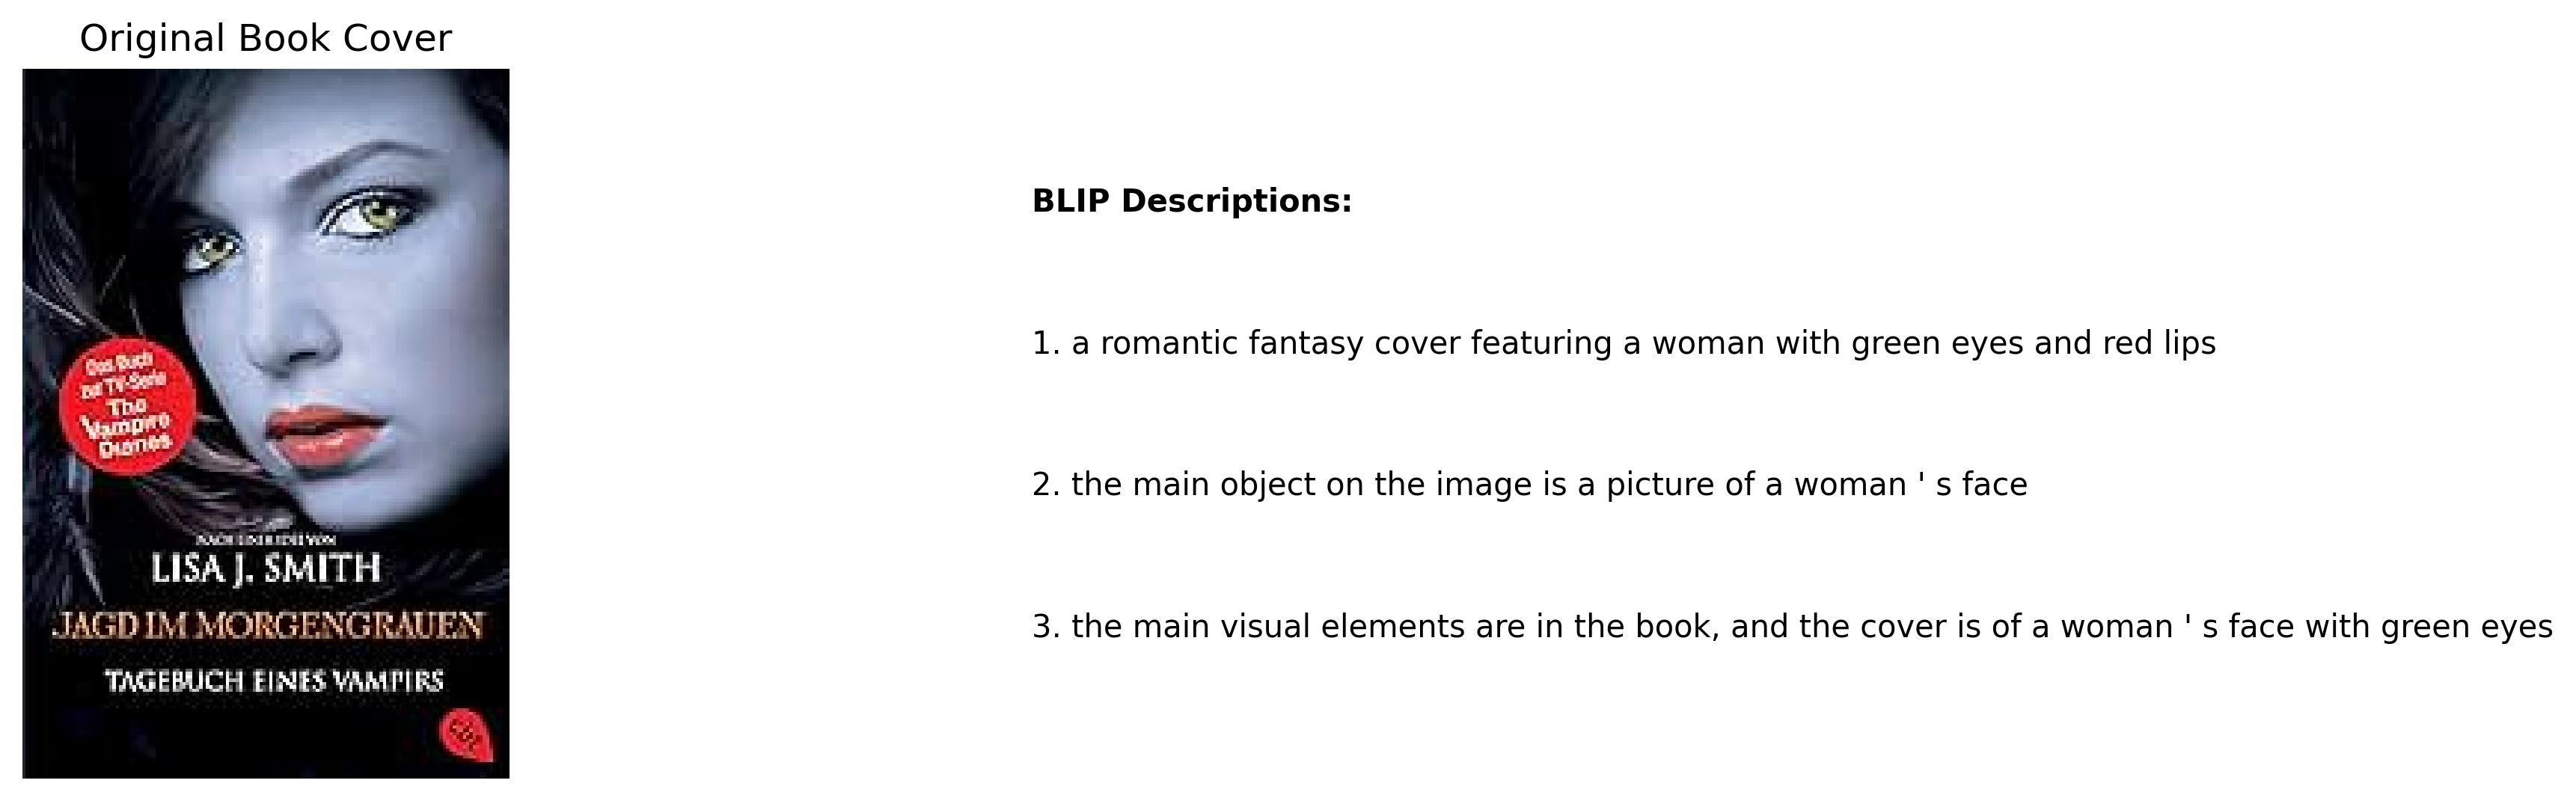 Original Book Cover
Das Buch
zur TV-Serie
The
Vampire
Diaries
NACH EINER IDEE VON
LISA J. SMITH
JAGD IM MORGENGRAUEN
TAGEBUCH EINES VAMPIRS
cbt
BLIP Descriptions:
1. a romantic fantasy cover featuring a woman with green eyes and red lips
2. the main object on the image is a picture of a woman ' s face
3. the main visual elements are in the book, and the cover is of a woman ' s face with green eyes